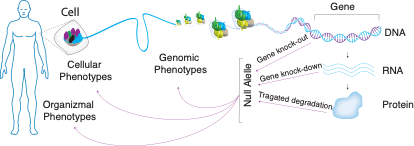 Cell
Gene
DNA
Gene knock-out
Cellular
Phenotypes
Genomic
Phenotypes
Null Alelle
Gene knock-down
RNA
Organizmal
Phenotypes
Tragated degradation
Protein